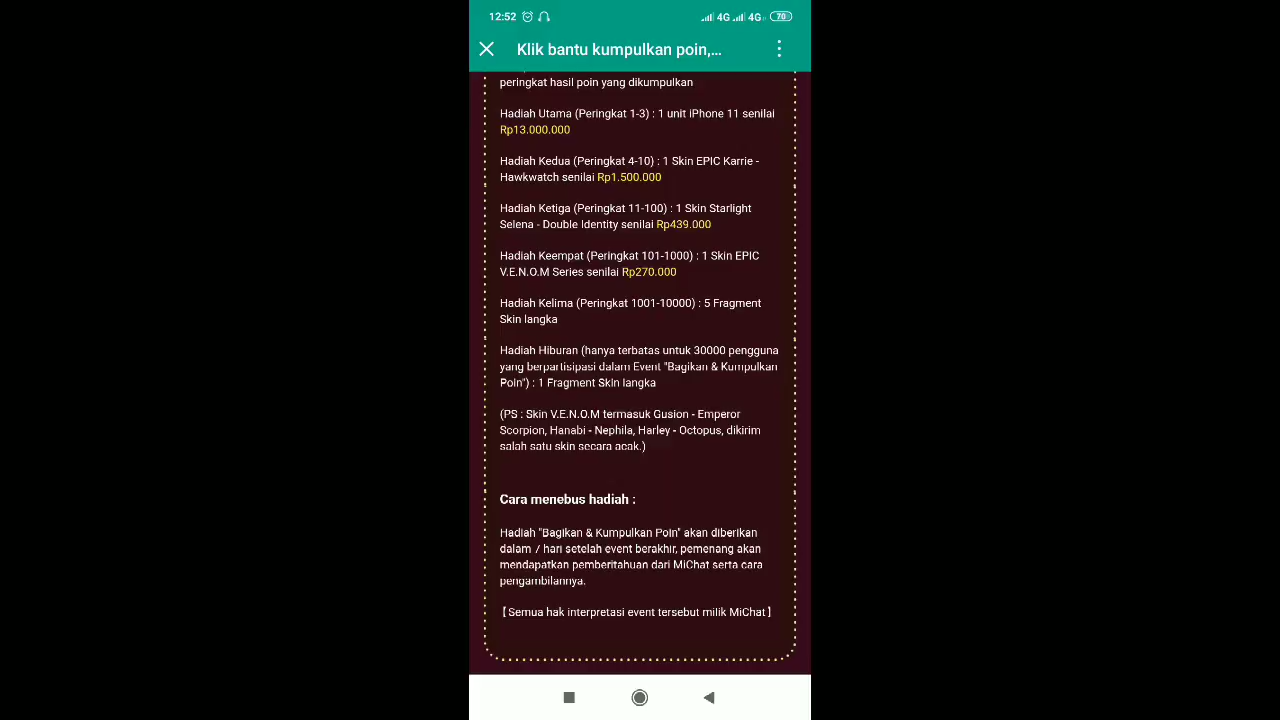 12:52 4G 4G 70
Klik bantu kumpulkan poin,...
peringkat hasil poin yang dikumpulkan
Hadiah Utama (Peringkat 1-3) : 1 unit iPhone 11 senilai
Rp13.000.000
Hadiah Kedua (Peringkat 4-10) : 1 Skin EPIC Karrie -
Hawkwatch senilai Rp1.500.000
Hadiah Ketiga (Peringkat 11-100) : 1 Skin Starlight
Selena - Double Identity senilai Rp439.000
Hadiah Keempat (Peringkat 101-1000) : 1 Skin EPIC
V.E.N.O.M Series senilai Rp270.000
Hadiah Kelima (Peringkat 1001-10000) : 5 Fragment
Skin langka
Hadiah Hiburan (hanya terbatas untuk 30000 pengguna
yang berpartisipasi dalam Event "Bagikan & Kumpulkan
Poin") : 1 Fragment Skin langka
(PS : Skin V.E.N.O.M termasuk Gusion - Emperor
Scorpion, Hanabi - Nephila, Harley - Octopus, dikirim
salah satu skin secara acak.)
Cara menebus hadiah :
Hadiah "Bagikan & Kumpulkan Poin" akan diberikan
dalam 7 hari setelah event berakhir, pemenang akan
mendapatkan pemberitahuan dari MiChat serta cara
pengambilannya.
【Semua hak interpretasi event tersebut milik MiChat】